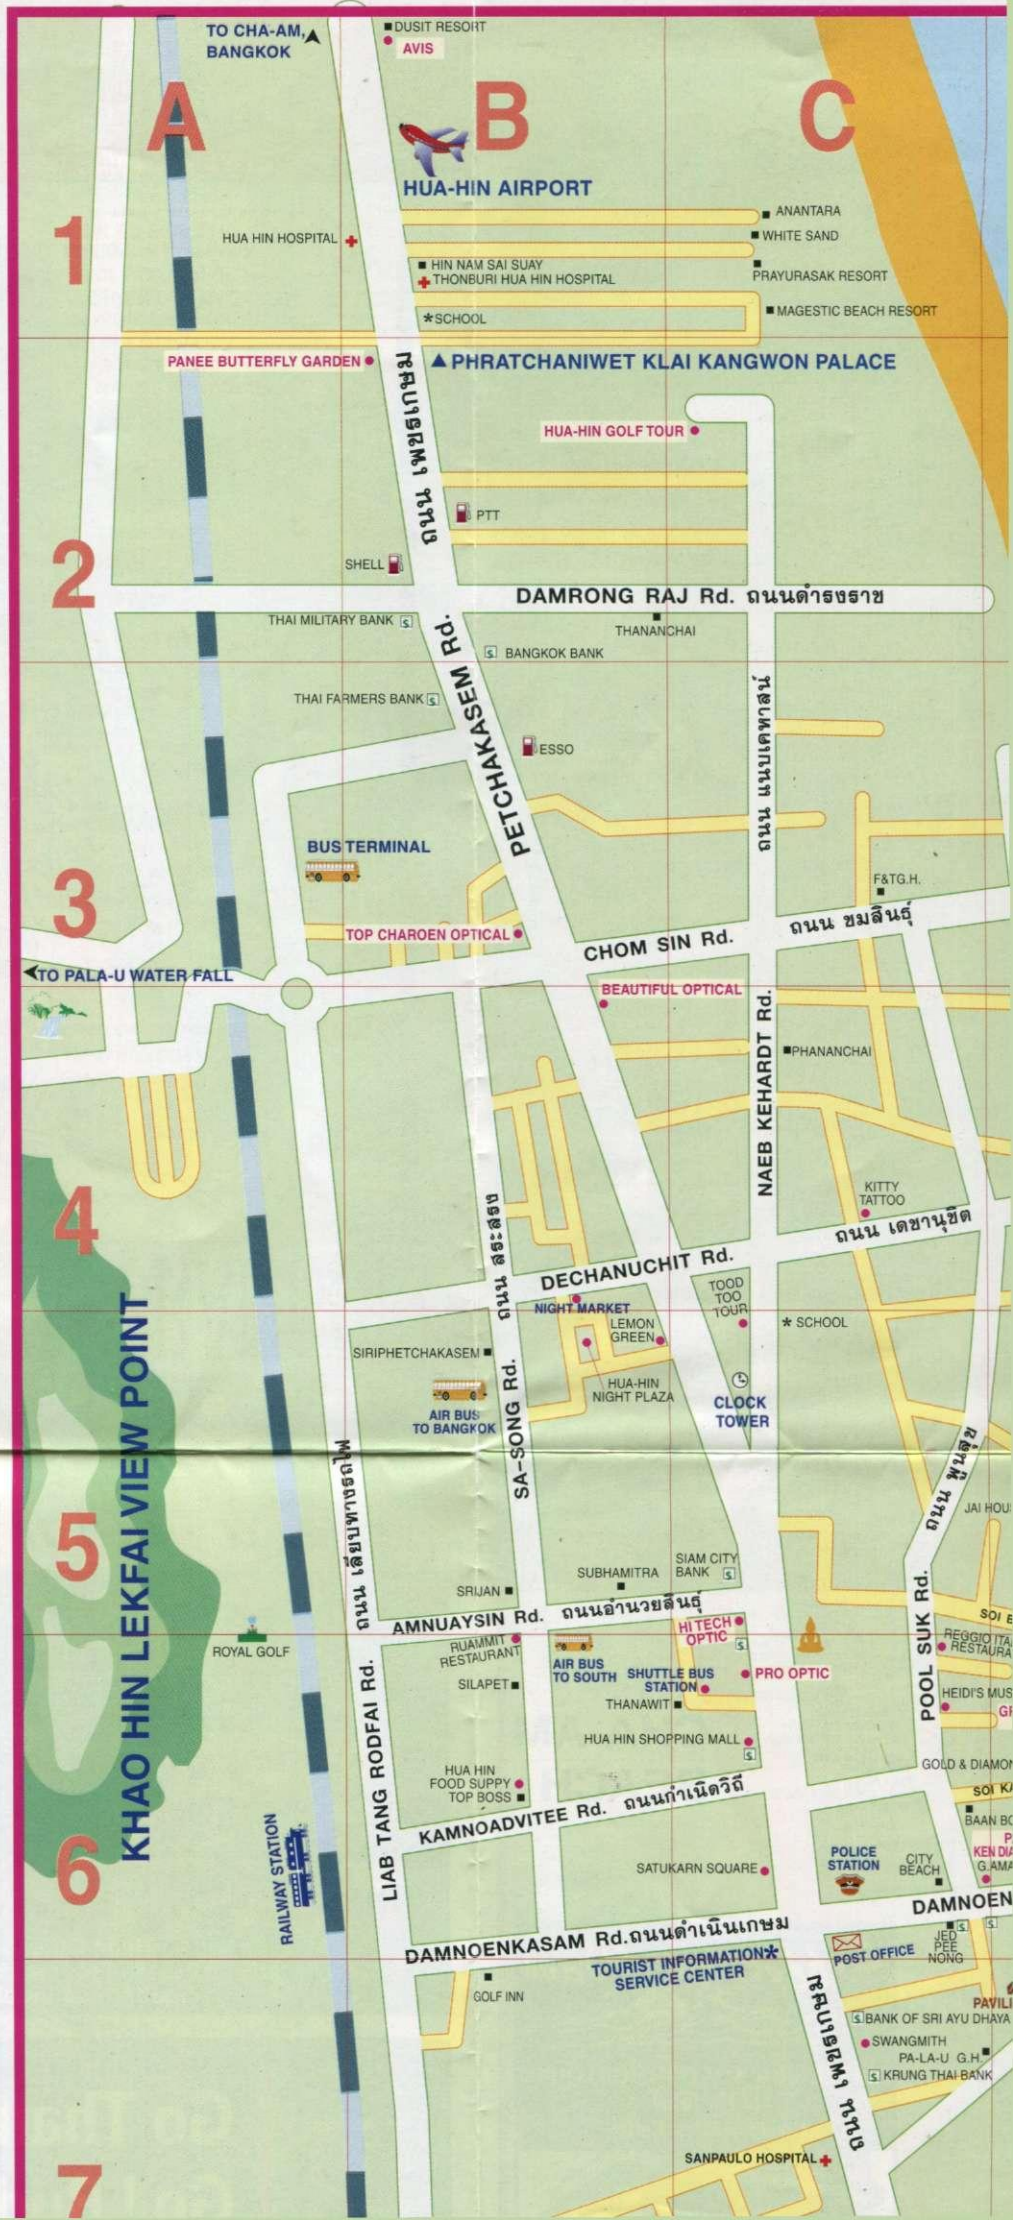 TO CHA-AM,
BANGKOK
DUSIT RESORT
AVIS
A
B
C
HUA-HIN AIRPORT
1
ANANTARA
HUA HIN HOSPITAL
WHITE SAND
HIN NAM SAI SUAY
THONBURI HUA HIN HOSPITAL
PRAYURASAK RESORT
*SCHOOL
MAGESTIC BEACH RESORT
PANEE BUTTERFLY GARDEN
PHRATCHANIWET KLAI KANGWON PALACE
ถนน เพชรเกษม
HUA-HIN GOLF TOUR
PTT
SHELL
2
DAMRONG RAJ Rd. ถนนดำรงราช
THAI MILITARY BANK
THANANCHAI
BANGKOK BANK
PETCHAKASEM Rd.
THAI FARMERS BANK
ESSO
ถนน แนบเคหาสน์
BUS TERMINAL
3
F&TG.H.
TOP CHAROEN OPTICAL
CHOM SIN Rd.
ถนน ชมสินธุ์
TO PALA-U WATER FALL
BEAUTIFUL OPTICAL
PHANANCHAI
NAEB KEHARDT Rd.
4
KITTY
TATTOO
ถนน สระสรง
ถนน เดชานุชิต
DECHANUCHIT Rd.
TOOD
TOO
TOUR
NIGHT MARKET
LEMON
GREEN
* SCHOOL
SIRIPHETCHAKASEM
HUA-HIN
NIGHT PLAZA
AIR BUS
TO BANGKOK
CLOCK
TOWER
SA-SONG Rd.
KHAO HIN LEKFAI VIEW POINT
ถนน เลียบทางรถไฟ
ถนน พูนสุข
JAI HOU
5
SIAM CITY
BANK
SUBHAMITRA
SRIJAN
AMNUAYSIN Rd. ถนนอำนวยสินธุ์
HI TECH
OPTIC
POOL SUK Rd.
SOI B
REGGIO ITA
RESTAURA
ROYAL GOLF
RUAMMIT
RESTAURANT
AIR BUS
TO SOUTH
SHUTTLE BUS
STATION
PRO OPTIC
SILAPET
THANAWIT
HEIDI'S MUS
HUA HIN SHOPPING MALL
LIAB TANG RODFAI Rd.
GOLD & DIAMON
HUA HIN
FOOD SUPPY
TOP BOSS
SOI KA
KAMNOADVITEE Rd. ถนนกำเนิดวิถี
BAAN BO
6
RAILWAY STATION
SATUKARN SQUARE
POLICE
STATION
CITY
BEACH
KEN DIA
G.AMA
DAMNOEN
DAMNOENKASAM Rd.ถนนดำเนินเกษม
TOURIST INFORMATION*
SERVICE CENTER
POST OFFICE
JED
PEE
NONG
GOLF INN
PAVILI
BANK OF SRI AYU DHAYA
SWANGMITH
PA-LA-U G.H.
KRUNG THAI BANK
ถนน เพชรเกษม
SANPAULO HOSPITAL
7